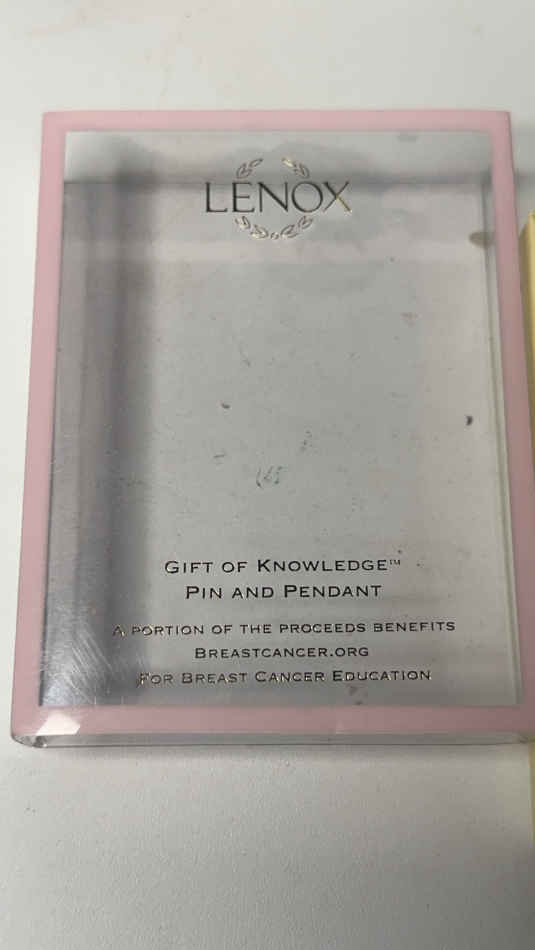 LENOX
GIFT OF KNOWLEDGE™
PIN AND PENDANT
A PORTION OF THE PROCEEDS BENEFITS
BREASTCANCER.ORG
FOR BREAST CANCER EDUCATION